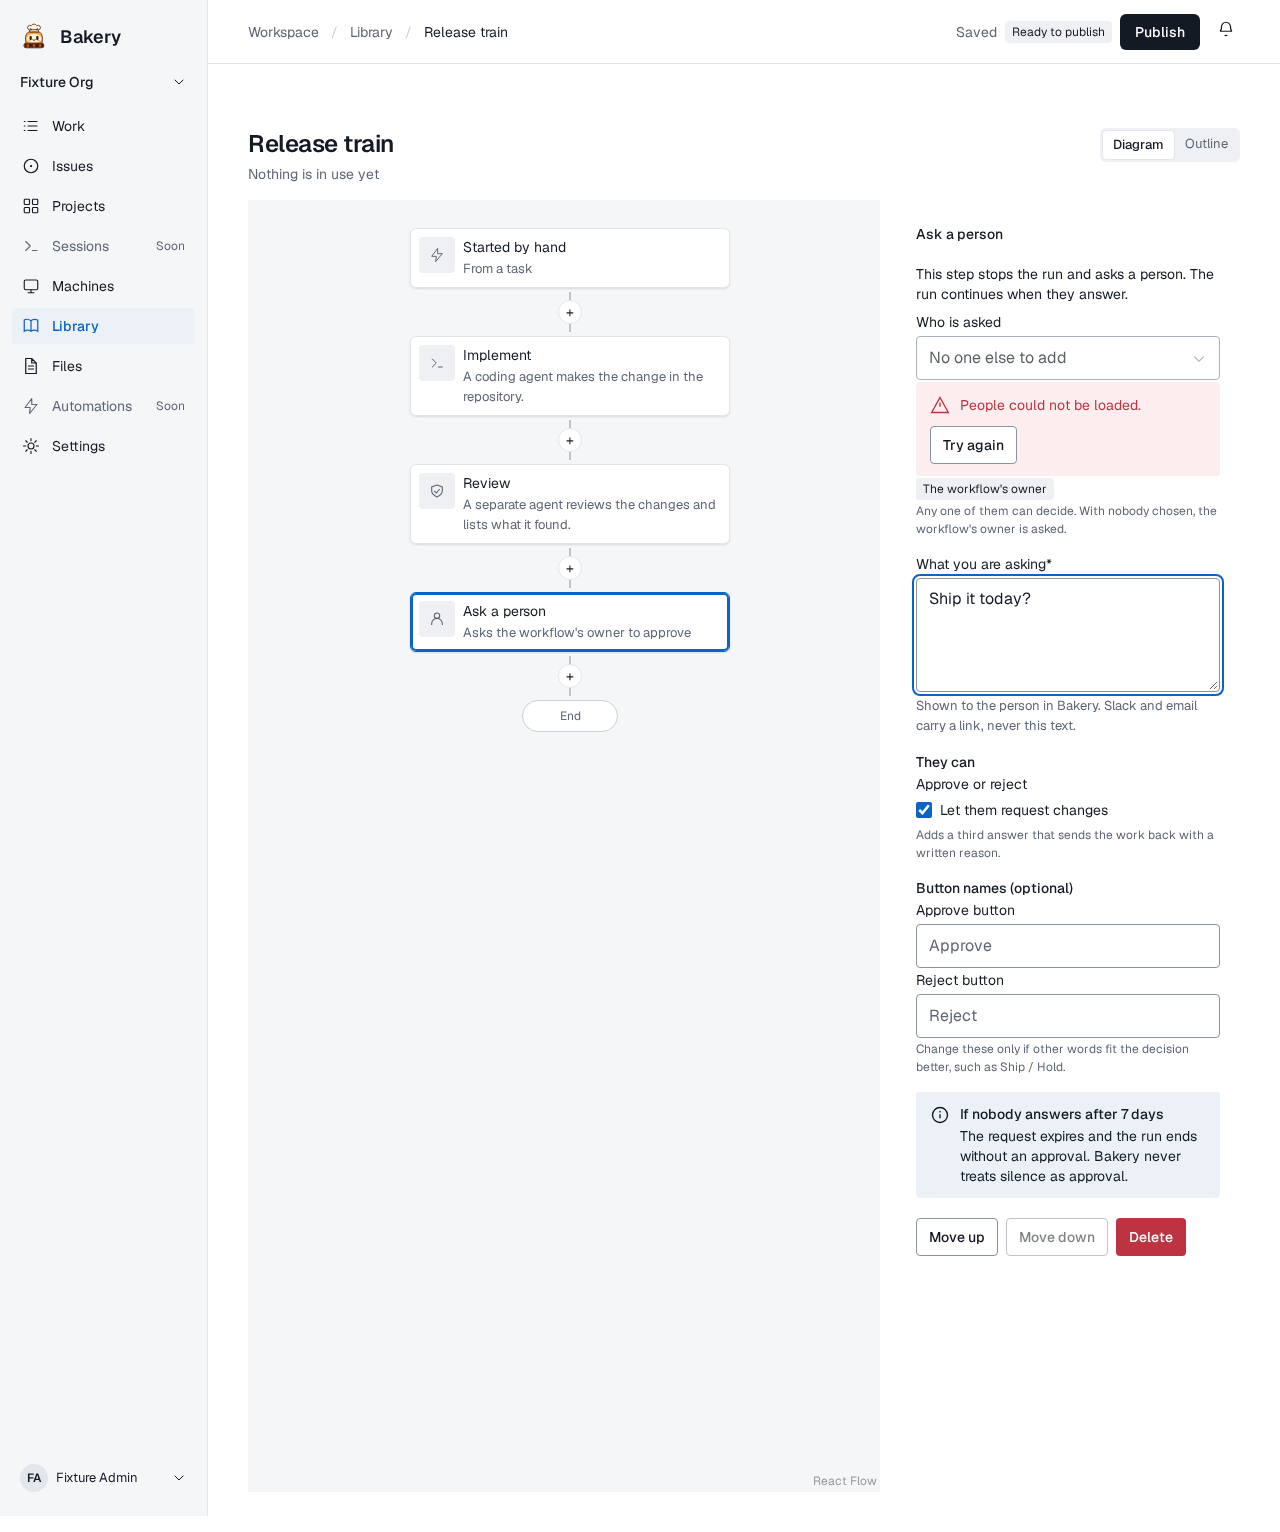 Bakery
Fixture Org
Work
Issues
Projects
Sessions Soon
Machines
Library
Files
Automations Soon
Settings
FA Fixture Admin
Workspace / Library / Release train
Saved Ready to publish Publish
Release train
Nothing is in use yet
Diagram Outline
Started by hand
From a task
+
Implement
A coding agent makes the change in the
repository.
+
Review
A separate agent reviews the changes and
lists what it found.
+
Ask a person
Asks the workflow's owner to approve
+
End
React Flow
Ask a person
This step stops the run and asks a person. The
run continues when they answer.
Who is asked
No one else to add
People could not be loaded.
Try again
The workflow's owner
Any one of them can decide. With nobody chosen, the
workflow's owner is asked.
What you are asking*
Ship it today?
Shown to the person in Bakery. Slack and email
carry a link, never this text.
They can
Approve or reject
Let them request changes
Adds a third answer that sends the work back with a
written reason.
Button names (optional)
Approve button
Approve
Reject button
Reject
Change these only if other words fit the decision
better, such as Ship / Hold.
If nobody answers after 7 days
The request expires and the run ends
without an approval. Bakery never
treats silence as approval.
Move up Move down Delete